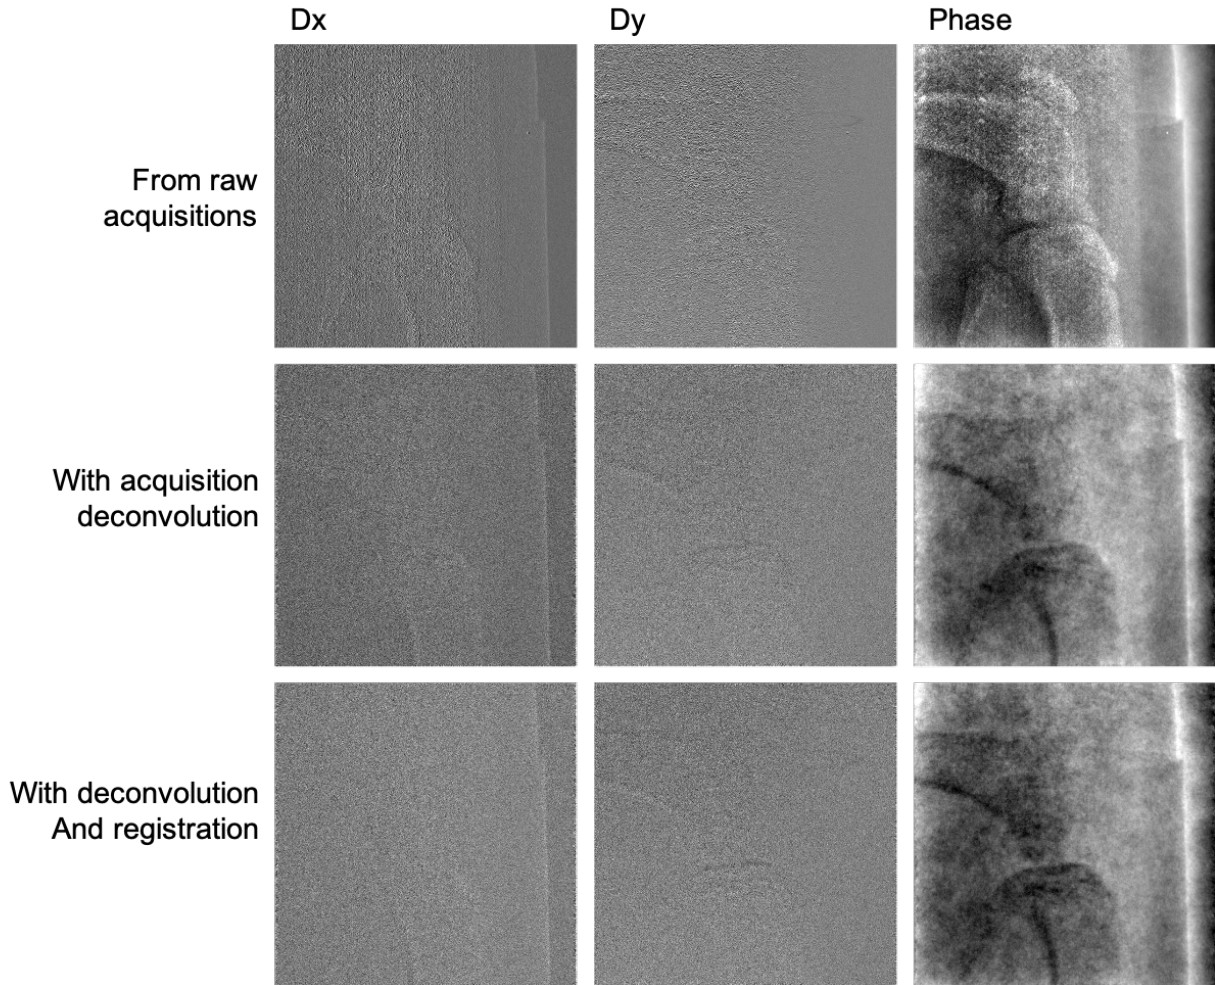 Dx
Dy
Phase
From raw
acquisitions
With acquisition
deconvolution
With deconvolution
And registration